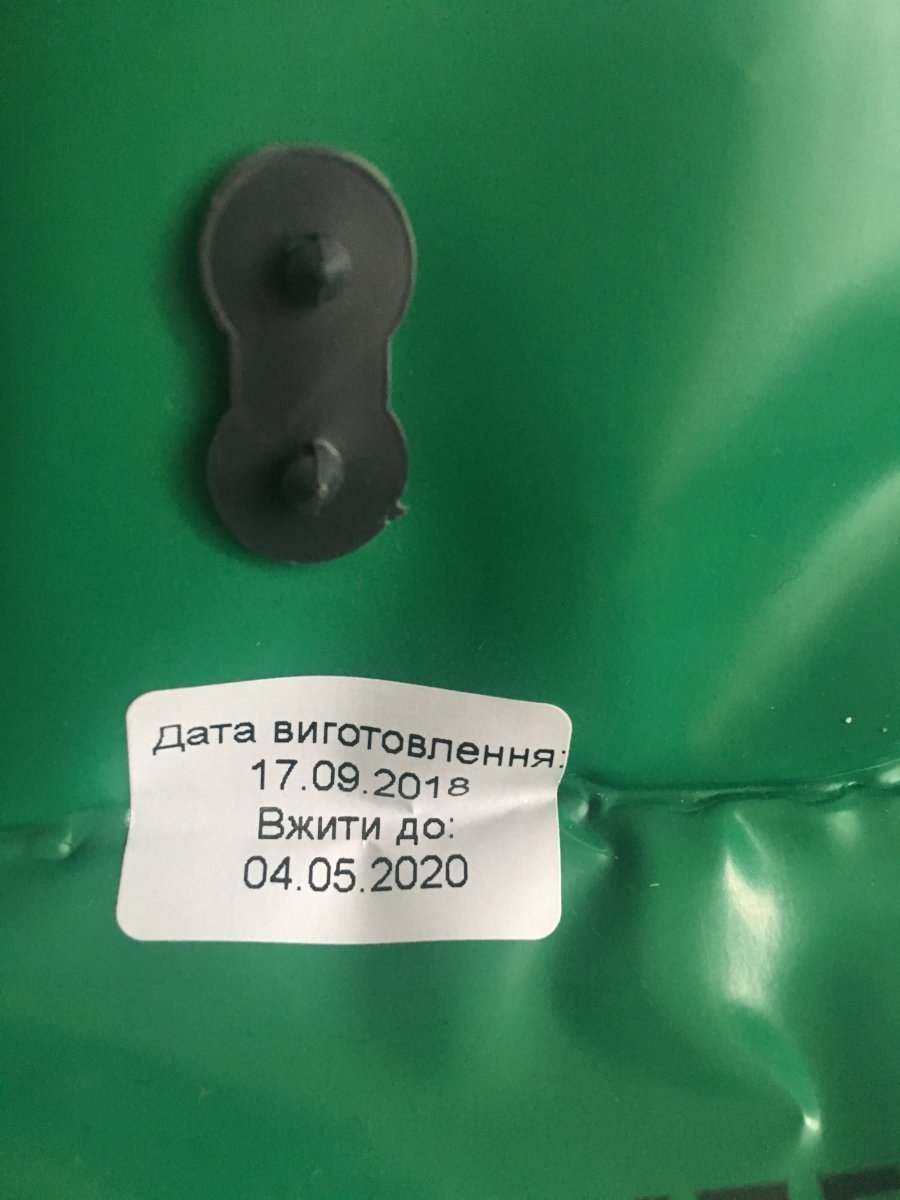 Дата виготовлення:
17.09.2018
Вжити до:
04.05.2020